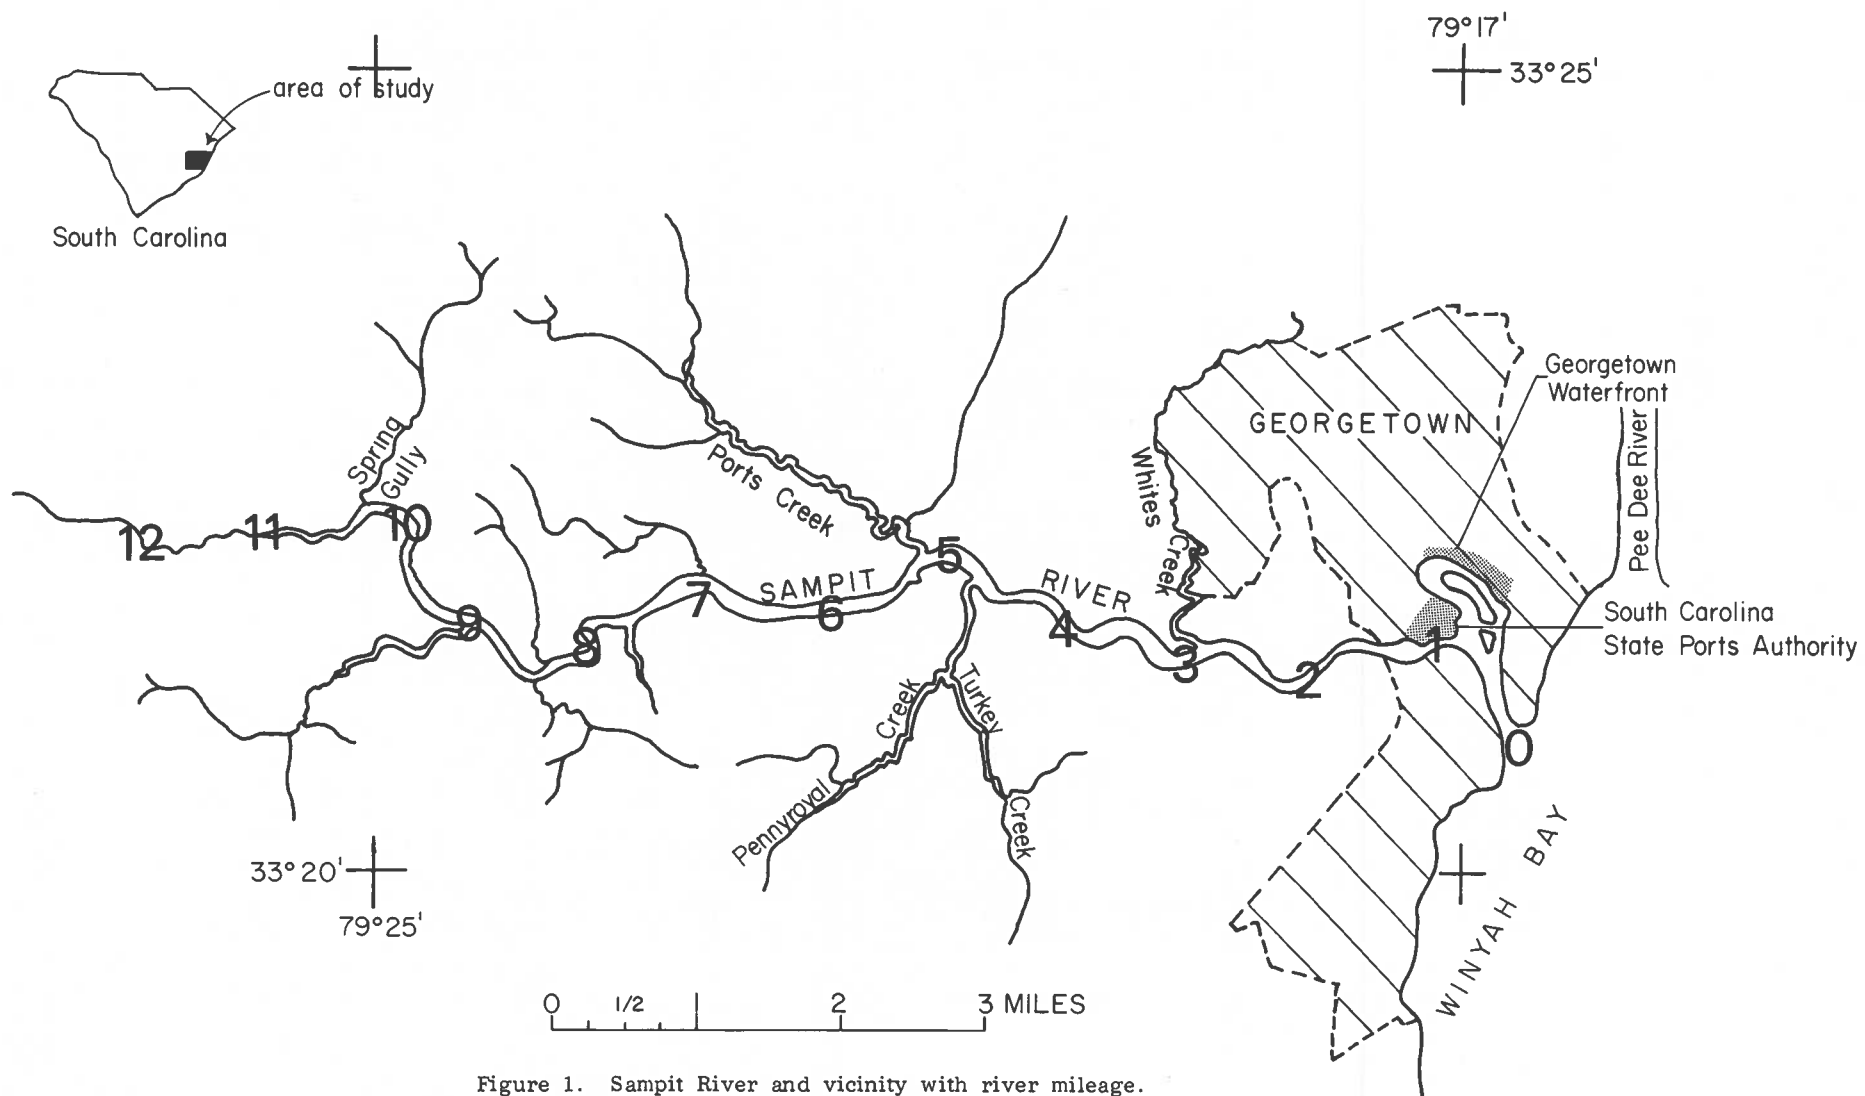 79°17'
33°25'
area of study
South Carolina
Georgetown
Waterfront
GEORGETOWN
Pee Dee River
Spring
Gully
Ports Creek
Whites
Creek
12
11
10
9
8
7
SAMPIT
6
5
RIVER
4
3
2
1
0
South Carolina
State Ports Authority
Creek
Pennyroyal
Turkey
Creek
WINYAH BAY
33°20'
79°25'
0 1/2 1 2 3 MILES
Figure 1. Sampit River and vicinity with river mileage.